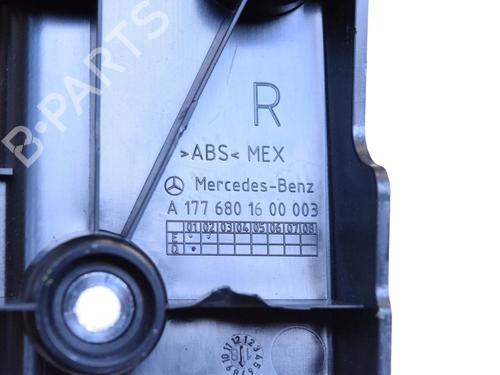 B-PARTS
R
>ABS< MEX
Mercedes-Benz
A 177 680 16 00 003
01 02 03 04 05 06 07 08
E
D